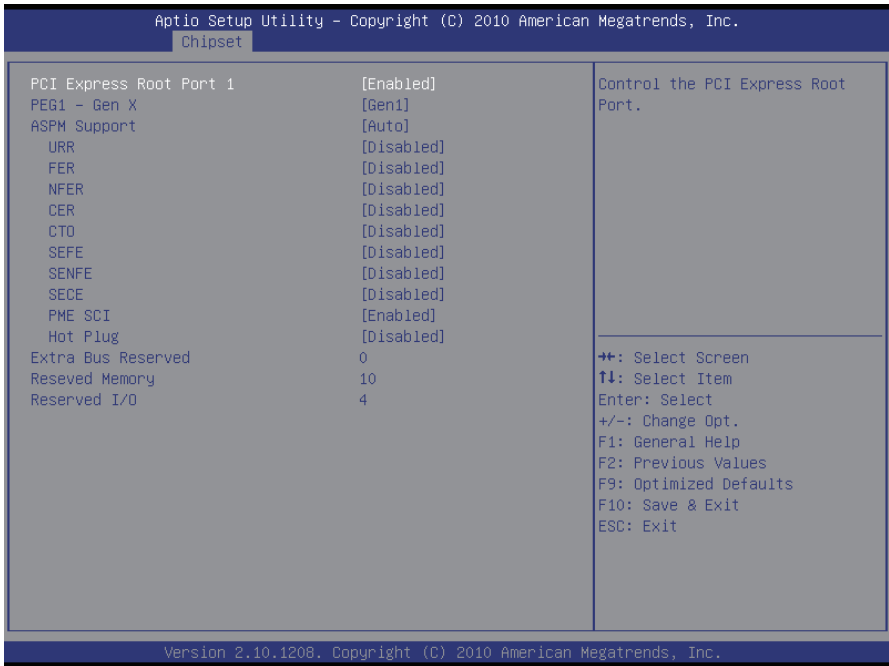 Aptio Setup Utility – Copyright (C) 2010 American Megatrends, Inc.
Chipset
PCI Express Root Port 1 [Enabled]
PEG1 – Gen X [Gen1]
ASPM Support [Auto]
URR [Disabled]
FER [Disabled]
NFER [Disabled]
CER [Disabled]
CTO [Disabled]
SEFE [Disabled]
SENFE [Disabled]
SECE [Disabled]
PME SCI [Enabled]
Hot Plug [Disabled]
Extra Bus Reserved 0
Reseved Memory 10
Reserved I/O 4
Control the PCI Express Root
Port.
→←: Select Screen
↑↓: Select Item
Enter: Select
+/-: Change Opt.
F1: General Help
F2: Previous Values
F9: Optimized Defaults
F10: Save & Exit
ESC: Exit
Version 2.10.1208. Copyright (C) 2010 American Megatrends, Inc.